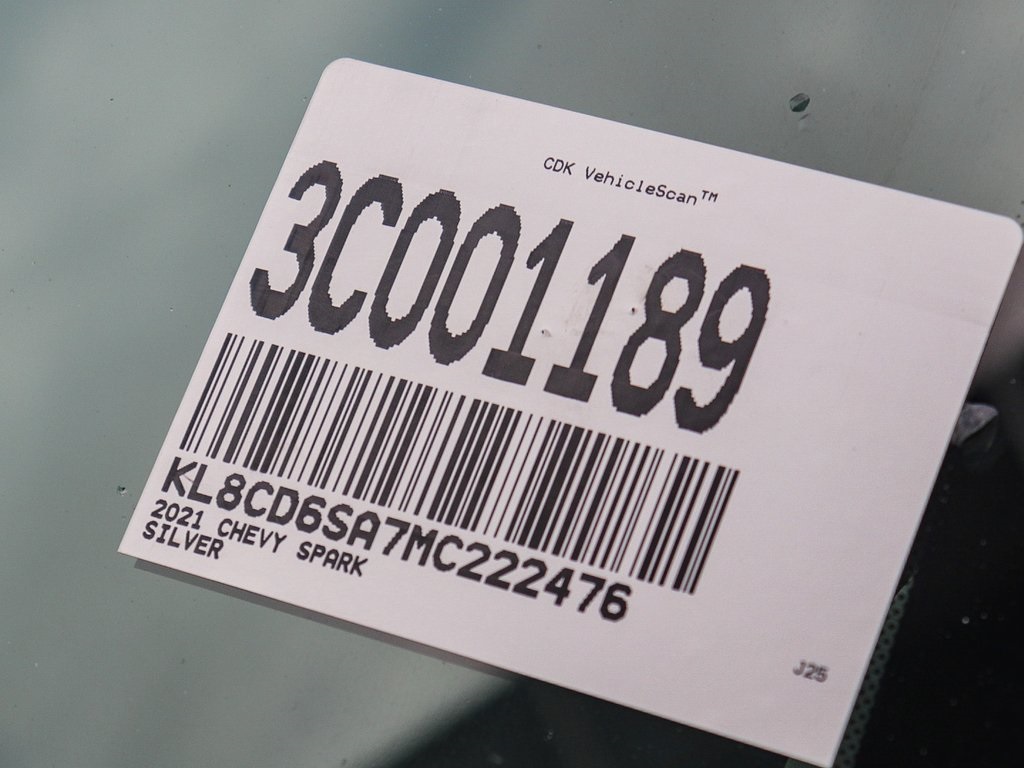 CDK VehicleScan™
3C001189
KL8CD6SA7MC222476
2021 CHEVY SPARK
SILVER
J25